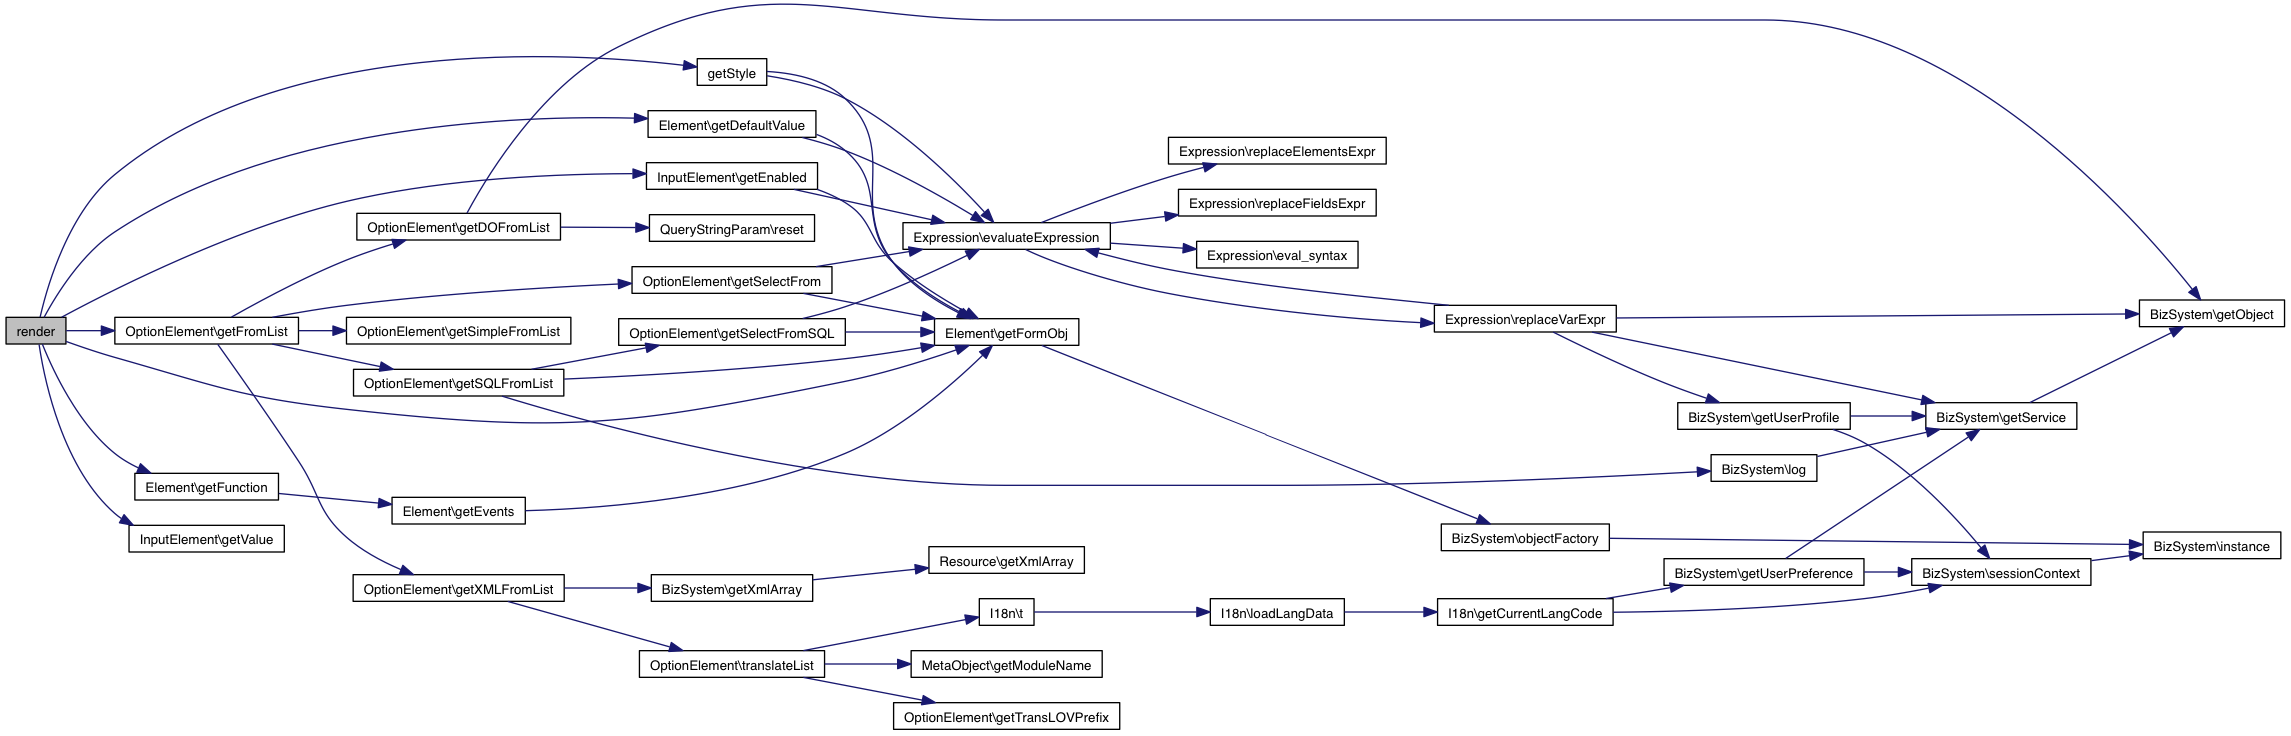 render
getStyle
Element\getDefaultValue
InputElement\getEnabled
OptionElement\getDOFromList
QueryStringParam\reset
OptionElement\getFromList
OptionElement\getSelectFrom
OptionElement\getSimpleFromList
OptionElement\getSelectFromSQL
OptionElement\getSQLFromList
Element\getFunction
Element\getEvents
InputElement\getValue
OptionElement\getXMLFromList
BizSystem\getXmlArray
Resource\getXmlArray
OptionElement\translateList
I18n\t
MetaObject\getModuleName
OptionElement\getTransLOVPrefix
Expression\evaluateExpression
Element\getFormObj
Expression\replaceElementsExpr
Expression\replaceFieldsExpr
Expression\eval_syntax
Expression\replaceVarExpr
I18n\loadLangData
I18n\getCurrentLangCode
BizSystem\objectFactory
BizSystem\getUserProfile
BizSystem\log
BizSystem\getUserPreference
BizSystem\getService
BizSystem\sessionContext
BizSystem\getObject
BizSystem\instance